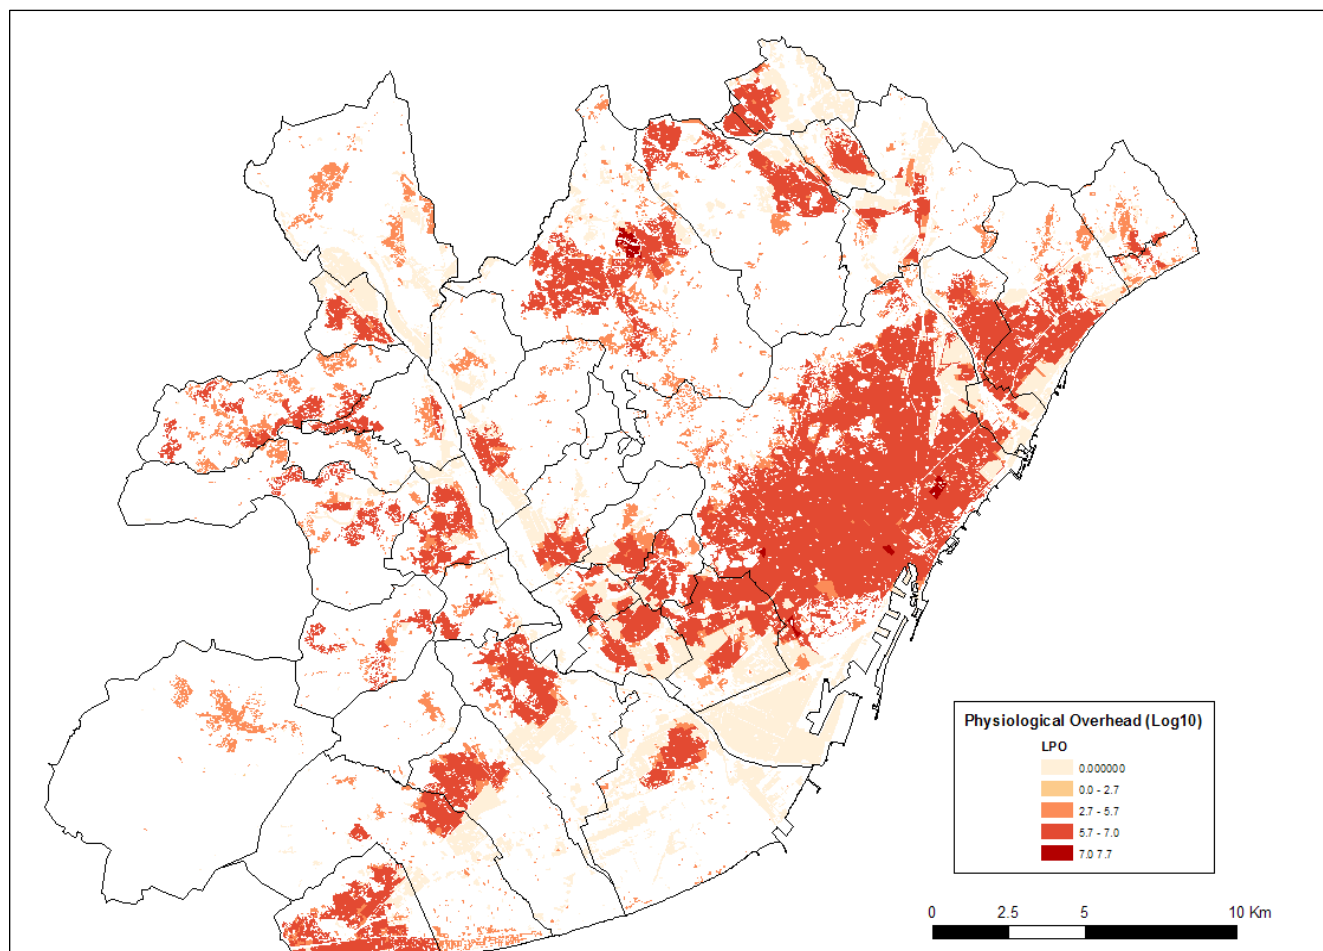 Physiological Overhead (Log10)
LPO
0.000000
0.0 - 2.7
2.7 - 5.7
5.7 - 7.0
7.0 7.7
0 2.5 5 10 Km